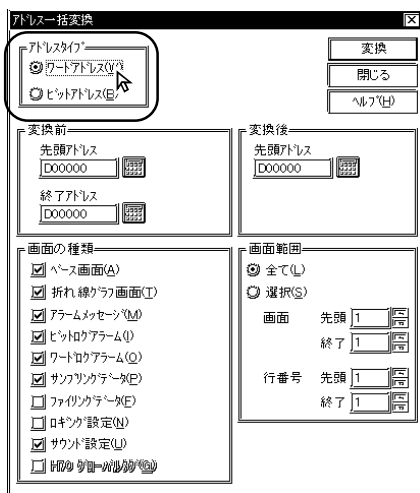 アドレス一括変換
アドレスタイプ
ワードアドレス(W)
ビットアドレス(B)
変換
閉じる
ヘルプ(H)
変換前
先頭アドレス
D00000
終了アドレス
D00000
変換後
先頭アドレス
D00000
画面の種類
ベース画面(A)
折れ線グラフ画面(T)
アラームメッセージ(M)
ビットログアラーム(I)
ワードログアラーム(O)
サンプリングデータ(P)
ファイリングデータ(F)
ロギング設定(N)
サウンド設定(U)
グローバル
画面範囲
全て(L)
選択(S)
画面 先頭 1
終了 1
行番号 先頭 1
終了 1